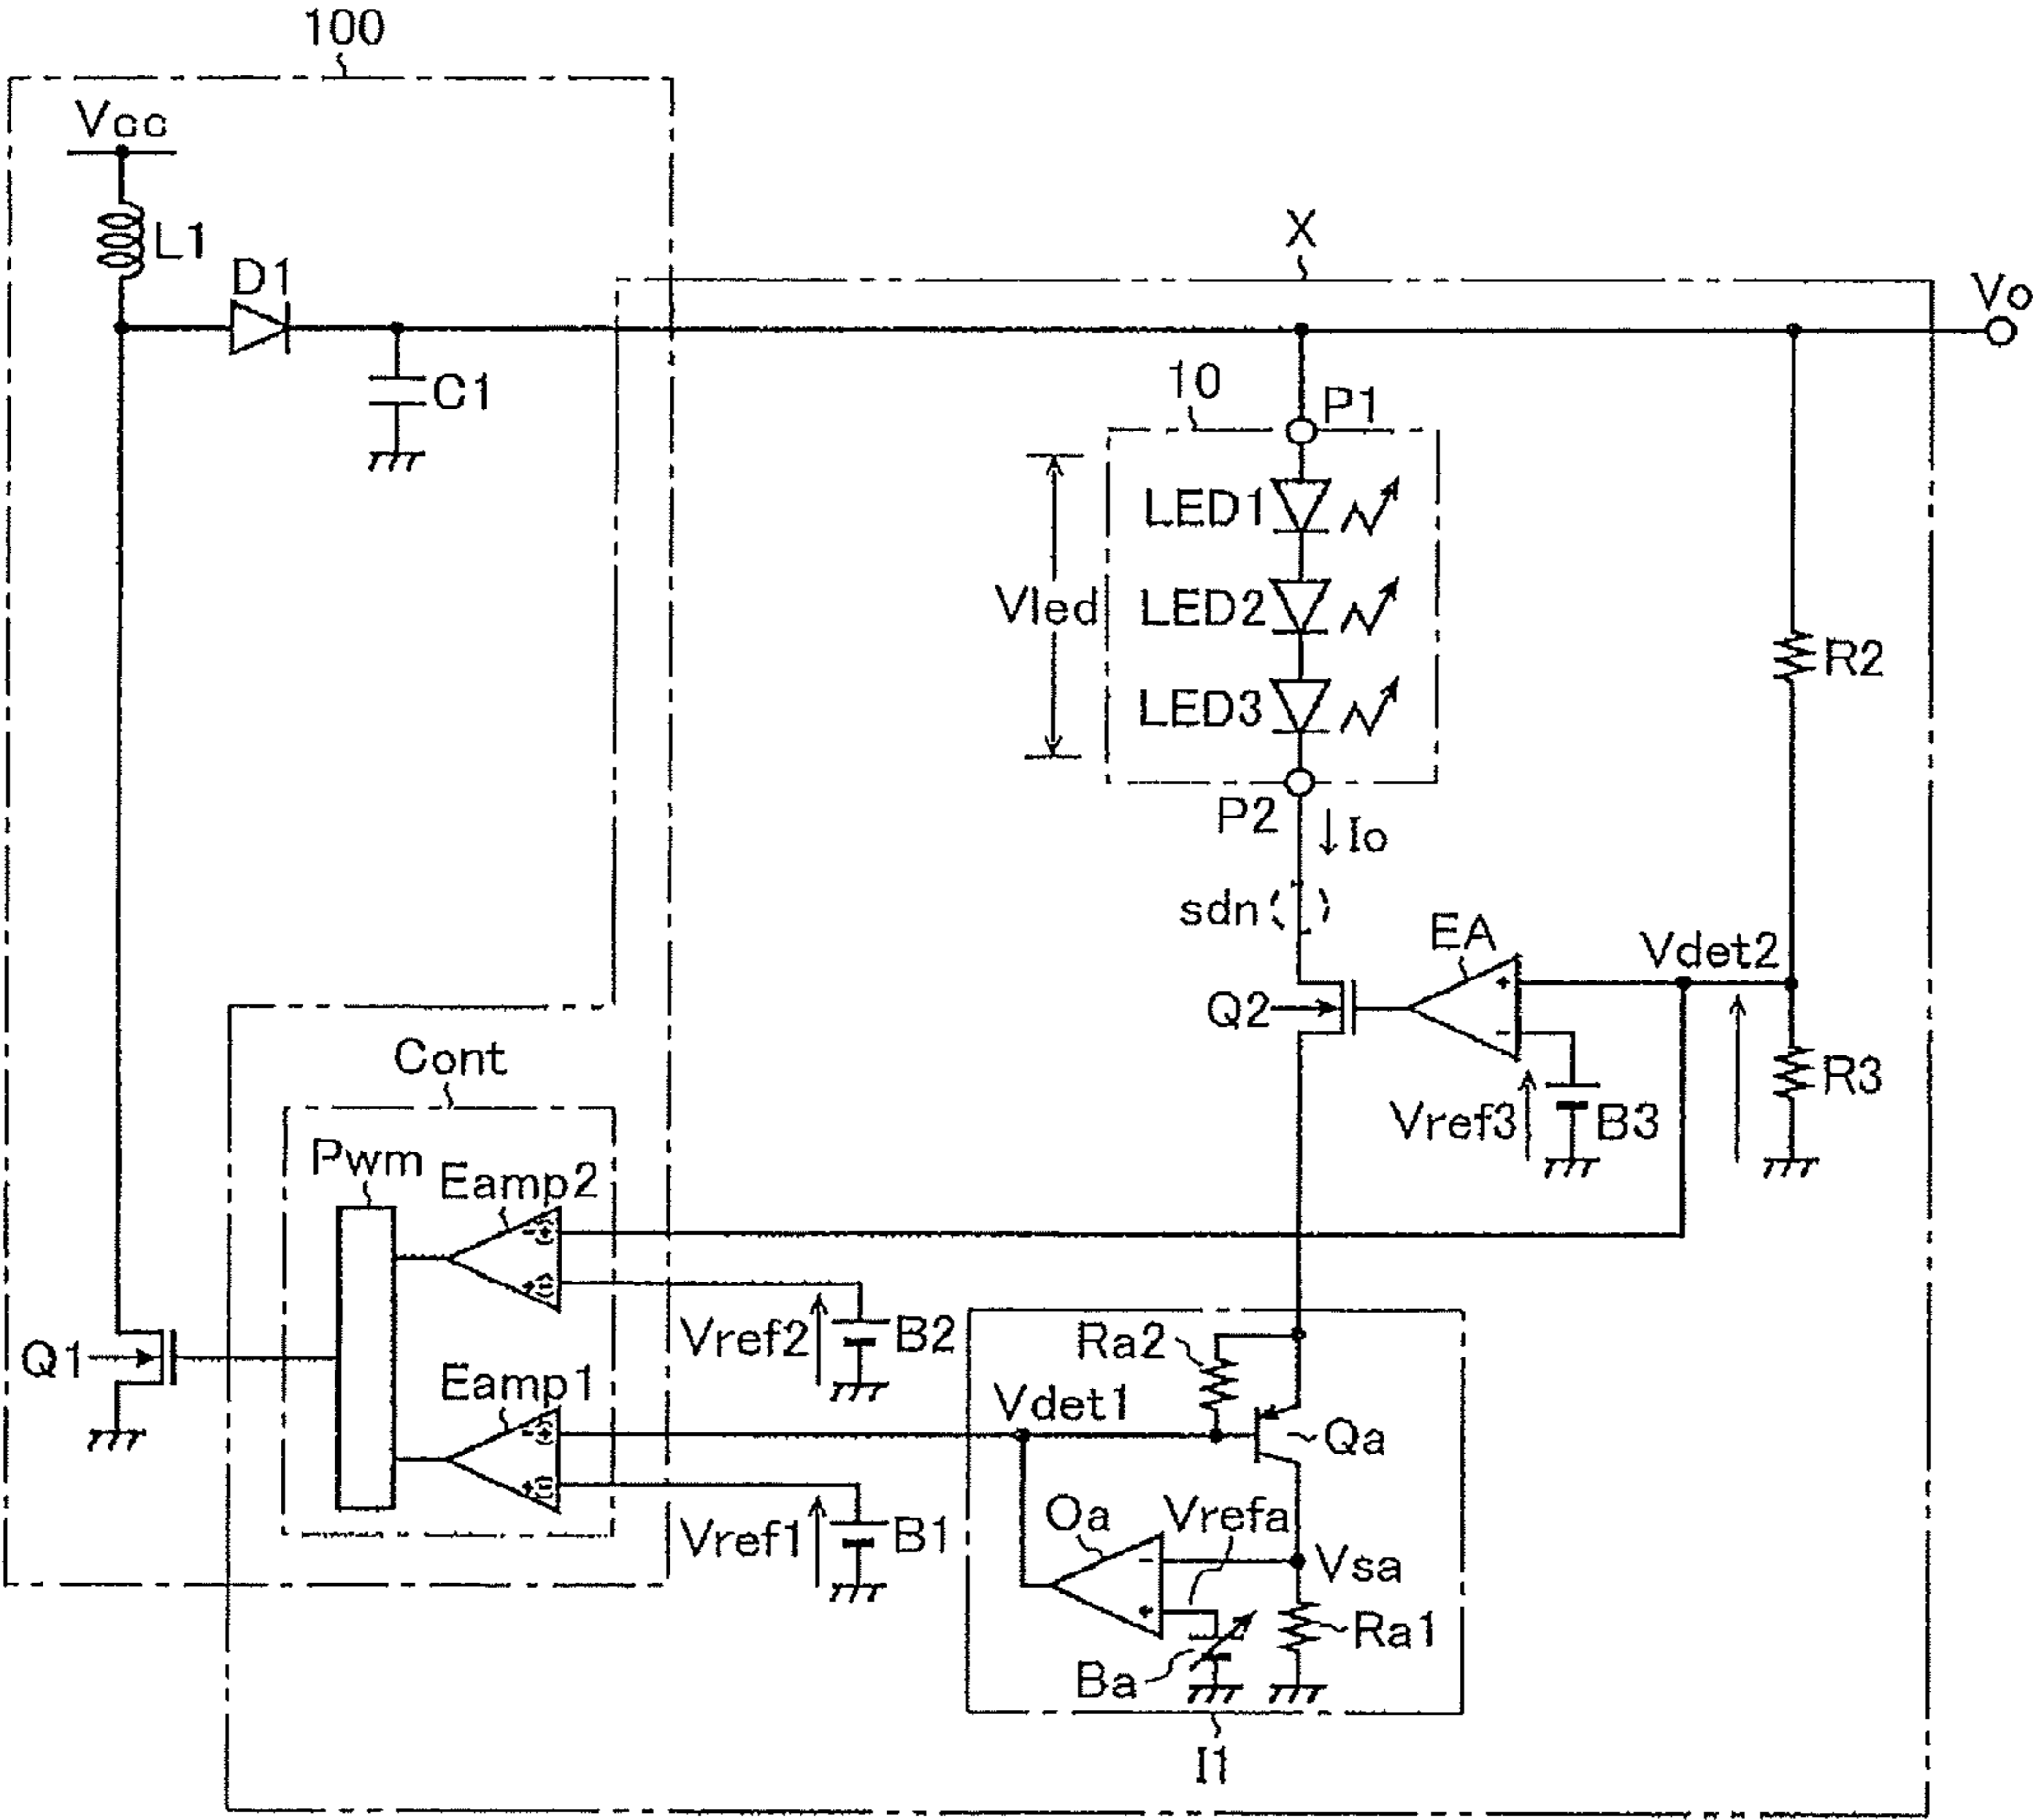 100
Vcc
L1
D1
X
Vo
C1
10
P1
LED1
Vled
LED2
R2
LED3
P2
Io
sdn
EA
Vdet2
+
Q2
-
Cont
R3
Vref3
B3
Pwm
Eamp2
-(+)
+(-)
Vref2
B2
Ra2
Q1
Eamp1
Vdet1
-(+)
Qa
+(-)
Oa
Vrefa
Vref1
B1
-
Vsa
+
Ra1
Ba
I1